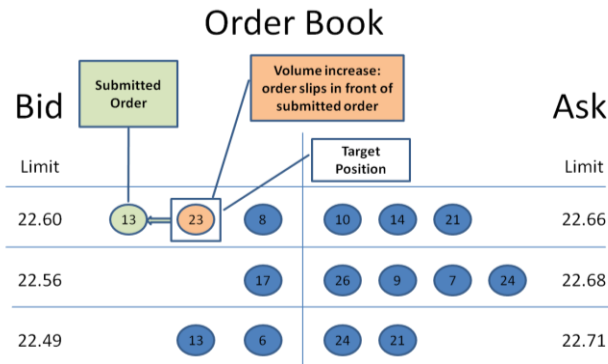 Order Book
Submitted
Order
Volume increase:
order slips in front of
submitted order
Bid
Ask
Target
Position
Limit
Limit
22.60 13 23 8 10 14 21 22.66
22.56 17 26 9 7 24 22.68
22.49 13 6 24 21 22.71